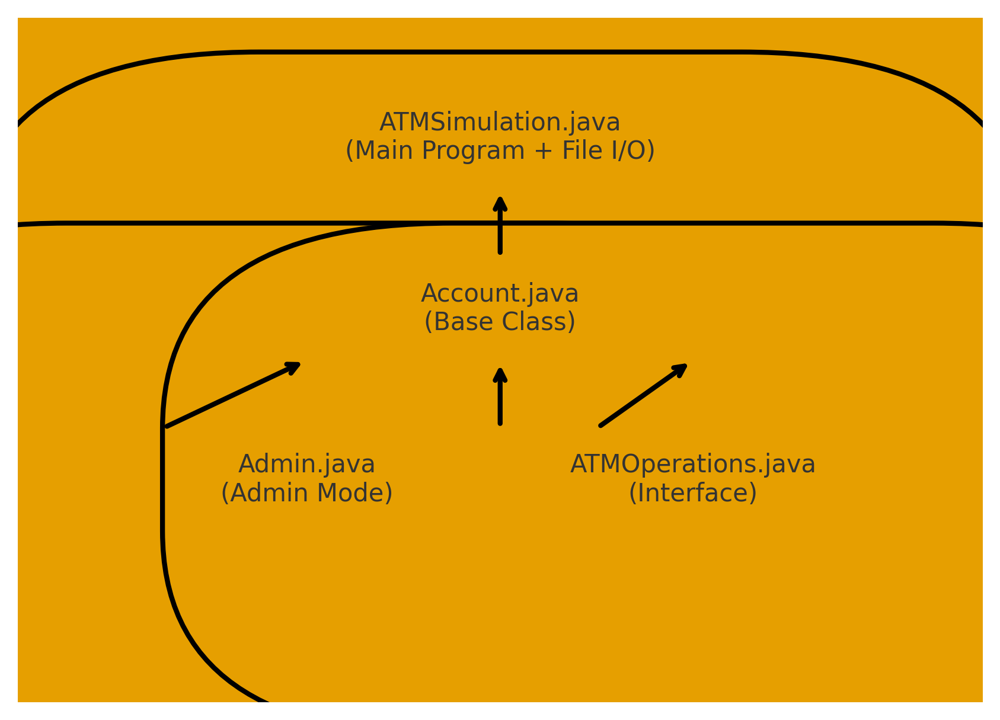 ATMSimulation.java
(Main Program + File I/O)
Account.java
(Base Class)
Admin.java
(Admin Mode)
ATMOperations.java
(Interface)